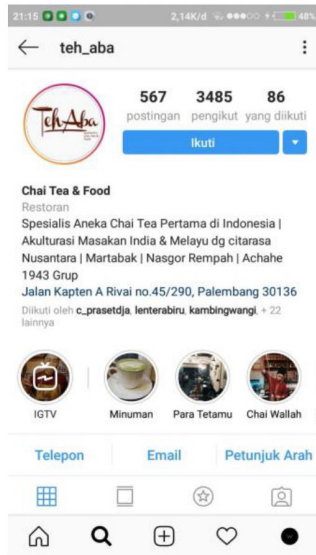 21:15
2,14K/d
48%
teh_aba
Teh Aba
567 3485 86
postingan pengikut yang diikuti
Ikuti
Chai Tea & Food
Restoran
Spesialis Aneka Chai Tea Pertama di Indonesia |
Akulturasi Masakan India & Melayu dg citarasa
Nusantara | Martabak | Nasgor Rempah | Achahe
1943 Grup
Jalan Kapten A Rivai no.45/290, Palembang 30136
Diikuti oleh c_prasetdja, lenterabiru, kambingwangi, + 22
lainnya
IGTV Minuman Para Tetamu Chai Wallah
Telepon Email Petunjuk Arah